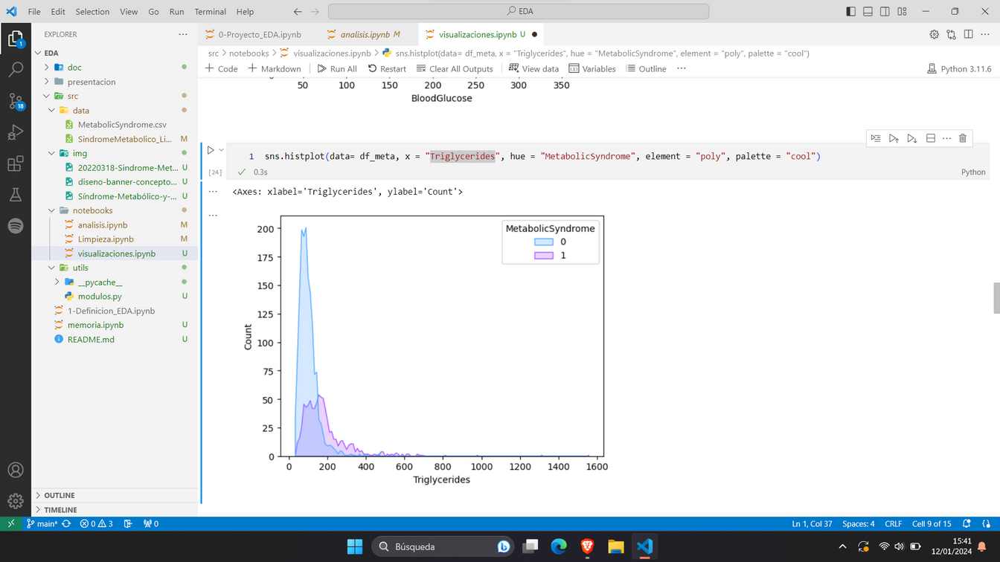 File Edit Selection View Go Run Terminal Help
EDA
EXPLORER
EDA
doc
presentacion
src
data
MetabolicSyndrome.csv
SindromeMetabolico_Li... M
img
20220318-Sindrome-Met... U
diseno-banner-concepto... U
Síndrome-Metabólico-y-... U
notebooks
analisis.ipynb M
Limpieza.ipynb M
visualizaciones.ipynb U
utils
__pycache__
modulos.py U
1-Definicion_EDA.ipynb
memoria.ipynb U
README.md U
OUTLINE
TIMELINE
1
18
0-Proyecto_EDA.ipynb analisis.ipynb M visualizaciones.ipynb U
src > notebooks > visualizaciones.ipynb > sns.histplot(data= df_meta, x = "Triglycerides", hue = "MetabolicSyndrome", element = "poly", palette = "cool")
+ Code + Markdown Run All Restart Clear All Outputs View data Variables Outline ... Python 3.11.6
50 100 150 200 250 300 350
BloodGlucose
1 sns.histplot(data= df_meta, x = "Triglycerides", hue = "MetabolicSyndrome", element = "poly", palette = "cool")
[24] 0.3s Python
<Axes: xlabel='Triglycerides', ylabel='Count'>
MetabolicSyndrome
0
1
200
175
150
125
100
75
50
25
0
Count
0 200 400 600 800 1000 1200 1400 1600
Triglycerides
main* 0 3 0 Ln 1, Col 37 Spaces: 4 CRLF Cell 9 of 15
Búsqueda
15:41
12/01/2024